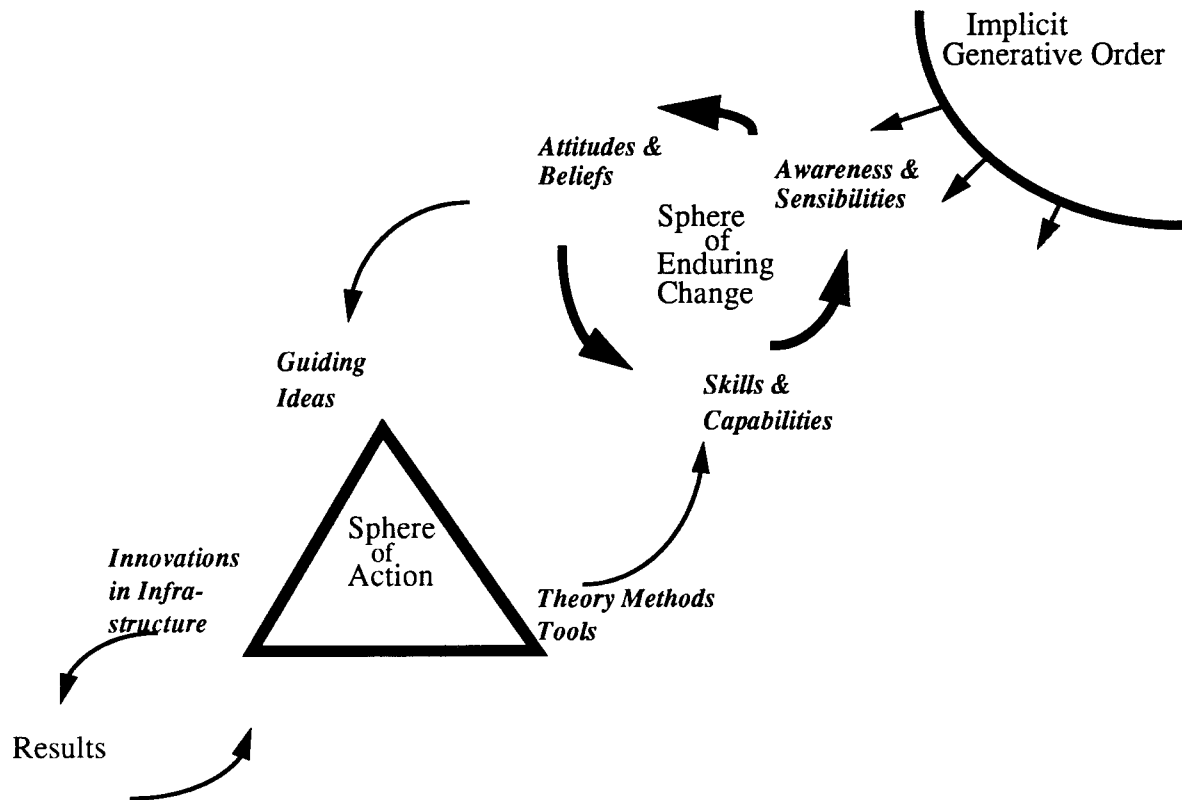 Implicit
Generative Order
Attitudes &
Beliefs
Awareness &
Sensibilities
Sphere
of
Enduring
Change
Guiding
Ideas
Skills &
Capabilities
Sphere
of
Action
Innovations
in Infra-
structure
Theory Methods
Tools
Results